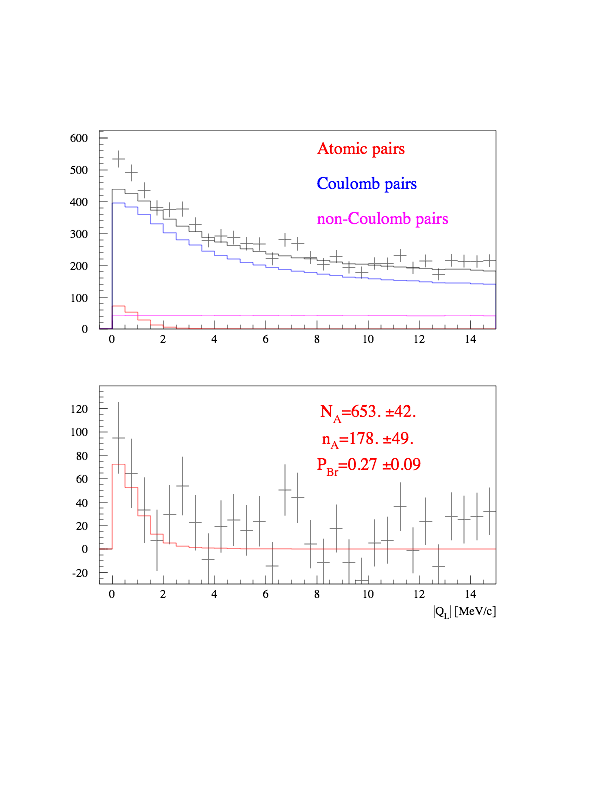 600
500
400
300
200
100
0
Atomic pairs
Coulomb pairs
non-Coulomb pairs
0 2 4 6 8 10 12 14
120
100
80
60
40
20
0
-20
N_A=653. ±42.
n_A=178. ±49.
P_Br=0.27 ±0.09
0 2 4 6 8 10 12 14
|Q_L| [MeV/c]